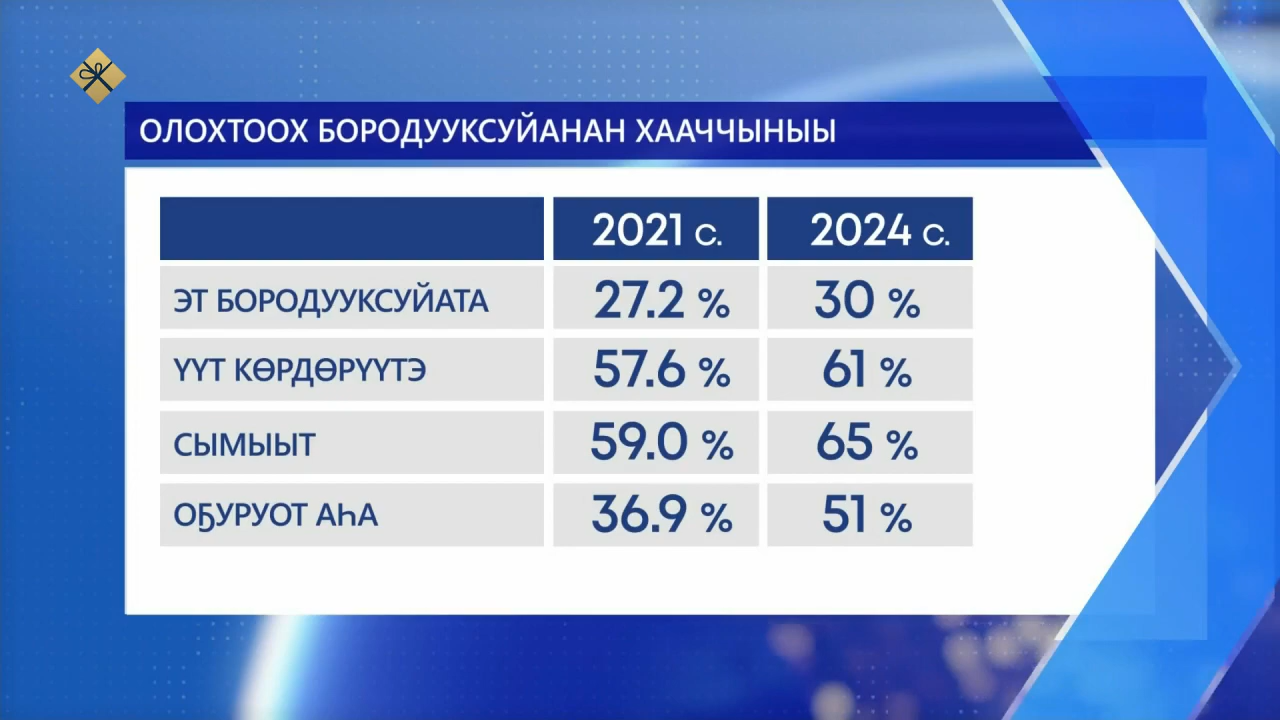 ОЛОХТООХ БОРОДУУКСУЙАНАН ХААЧЧЫНЫЫ
2021 с. 2024 с.
ЭТ БОРОДУУКСУЙАТА 27.2 % 30 %
ҮҮТ КӨРДӨРҮҮТЭ 57.6 % 61 %
СЫМЫЫТ 59.0 % 65 %
ОҔУРУОТ АҺА 36.9 % 51 %